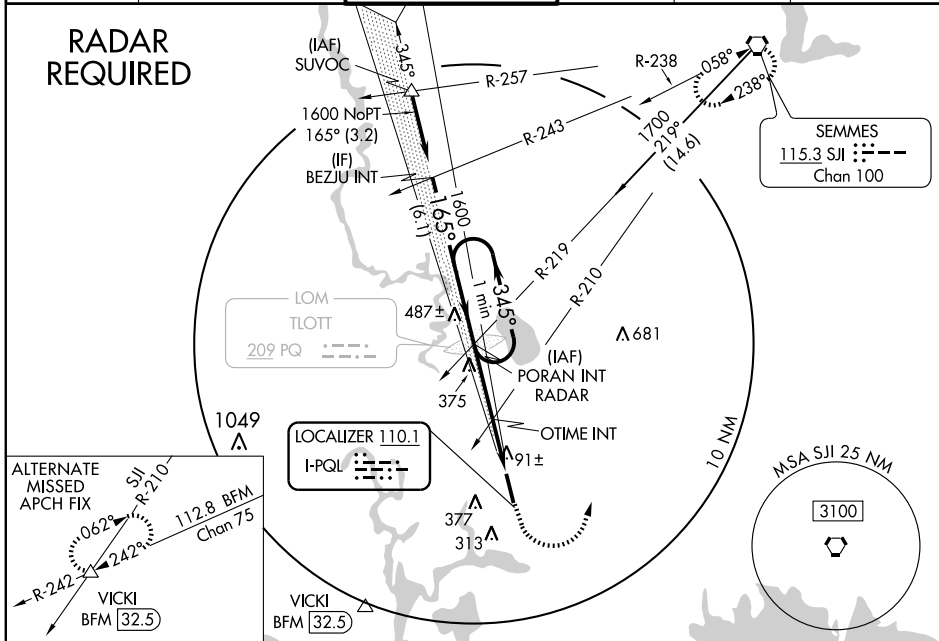 RADAR
REQUIRED
(IAF)
SUVOC
345°
R-257
R-238
058°
238°
1600 NoPT
165° (3.2)
(IF)
BEZJU INT
R-243
1700
219°
(14.6)
SEMMES
115.3 SJI
Chan 100
(6.1)
165°
1600
R-219
R-210
1 min
345°
LOM
TLOTT
209 PQ
487±
681
(IAF)
PORAN INT
RADAR
375
OTIME INT
10 NM
1049
LOCALIZER 110.1
I-PQL
91±
377
313
MSA SJI 25 NM
3100
ALTERNATE
MISSED
APCH FIX
SJI
R-210
062°
112.8 BFM
Chan 75
242°
R-242
VICKI
BFM 32.5
VICKI
BFM 32.5